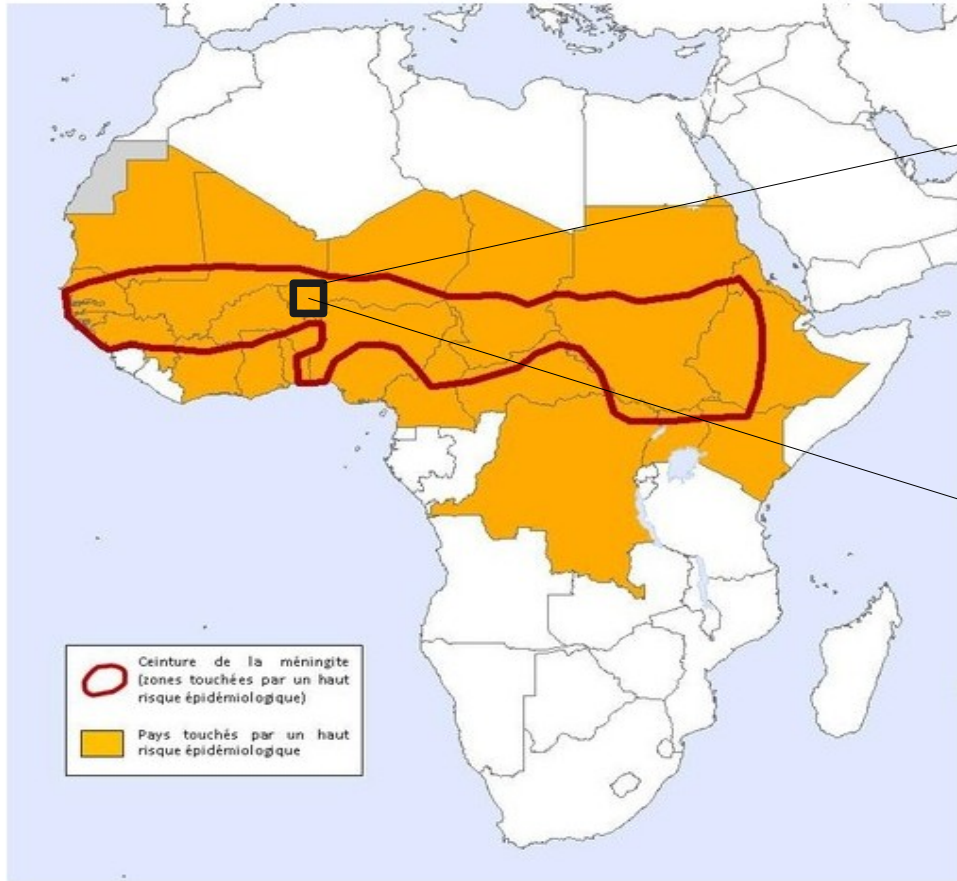 Ceinture de la méningite
(zones touchées par un haut
risque épidémiologique)
Pays touchés par un haut
risque épidémiologique